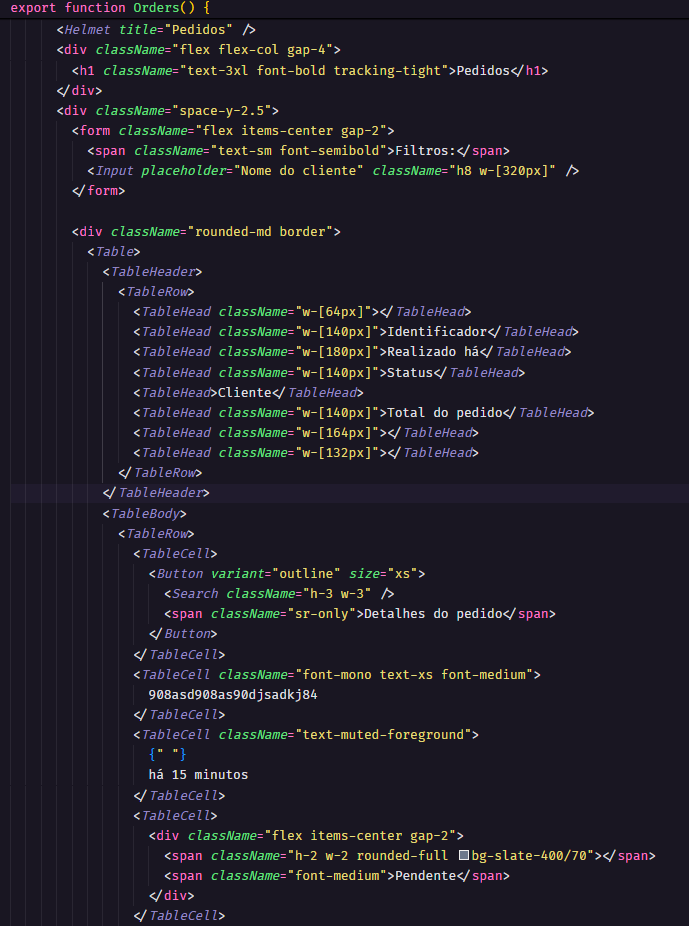 export function Orders() {
<Helmet title="Pedidos" />
<div className="flex flex-col gap-4">
<h1 className="text-3xl font-bold tracking-tight">Pedidos</h1>
</div>
<div className="space-y-2.5">
<form className="flex items-center gap-2">
<span className="text-sm font-semibold">Filtros:</span>
<Input placeholder="Nome do cliente" className="h8 w-[320px]" />
</form>
<div className="rounded-md border">
<Table>
<TableHeader>
<TableRow>
<TableHead className="w-[64px]"></TableHead>
<TableHead className="w-[140px]">Identificador</TableHead>
<TableHead className="w-[180px]">Realizado há</TableHead>
<TableHead className="w-[140px]">Status</TableHead>
<TableHead>Cliente</TableHead>
<TableHead className="w-[140px]">Total do pedido</TableHead>
<TableHead className="w-[164px]"></TableHead>
<TableHead className="w-[132px]"></TableHead>
</TableRow>
</TableHeader>
<TableBody>
<TableRow>
<TableCell>
<Button variant="outline" size="xs">
<Search className="h-3 w-3" />
<span className="sr-only">Detalhes do pedido</span>
</Button>
</TableCell>
<TableCell className="font-mono text-xs font-medium">
908asd908as90djsadkj84
</TableCell>
<TableCell className="text-muted-foreground">
{" "}
há 15 minutos
</TableCell>
<TableCell>
<div className="flex items-center gap-2">
<span className="h-2 w-2 rounded-full bg-slate-400/70"></span>
<span className="font-medium">Pendente</span>
</div>
</TableCell>